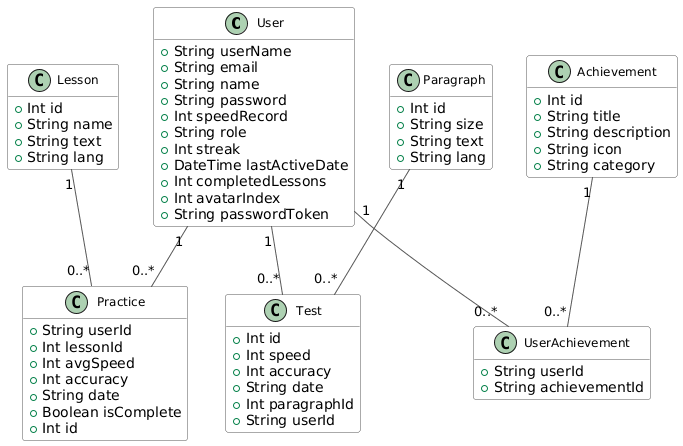 C Lesson
Int id
String name
String text
String lang
C User
String userName
String email
String name
String password
Int speedRecord
String role
Int streak
DateTime lastActiveDate
Int completedLessons
Int avatarIndex
String passwordToken
C Paragraph
Int id
String size
String text
String lang
C Achievement
Int id
String title
String description
String icon
String category
1
1
1
1
1
1
0..*
0..*
0..*
0..*
0..*
0..*
C Practice
String userId
Int lessonId
Int avgSpeed
Int accuracy
String date
Boolean isComplete
Int id
C Test
Int id
Int speed
Int accuracy
String date
Int paragraphId
String userId
C UserAchievement
String userId
String achievementId